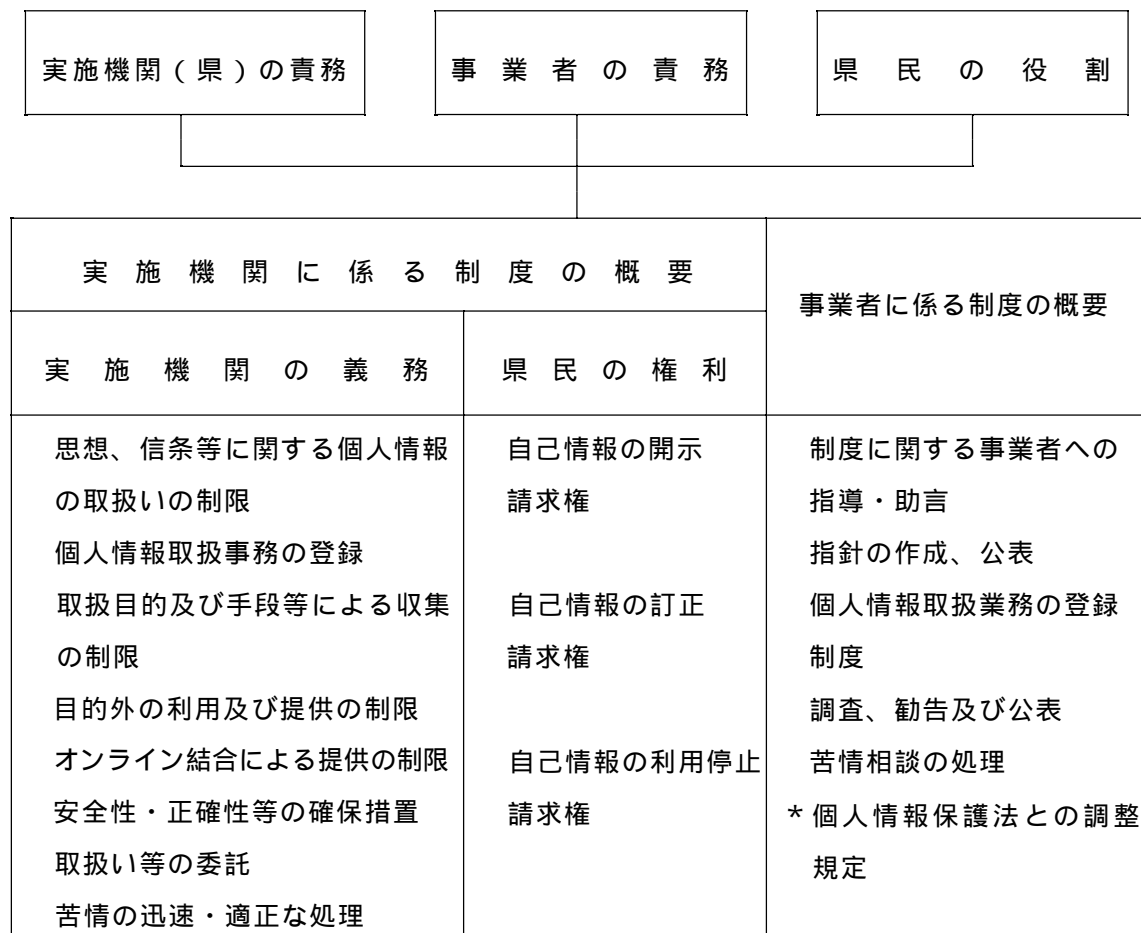 実施機関(県)の責務
事業者の責務
県民の役割
実施機関に係る制度の概要
事業者に係る制度の概要
実施機関の義務
県民の権利
思想、信条等に関する個人情報
の取扱いの制限
個人情報取扱事務の登録
取扱目的及び手段等による収集
の制限
目的外の利用及び提供の制限
オンライン結合による提供の制限
安全性・正確性等の確保措置
取扱い等の委託
苦情の迅速・適正な処理
自己情報の開示
請求権
自己情報の訂正
請求権
自己情報の利用停止
請求権
制度に関する事業者への
指導・助言
指針の作成、公表
個人情報取扱業務の登録
制度
調査、勧告及び公表
苦情相談の処理
*個人情報保護法との調整
規定